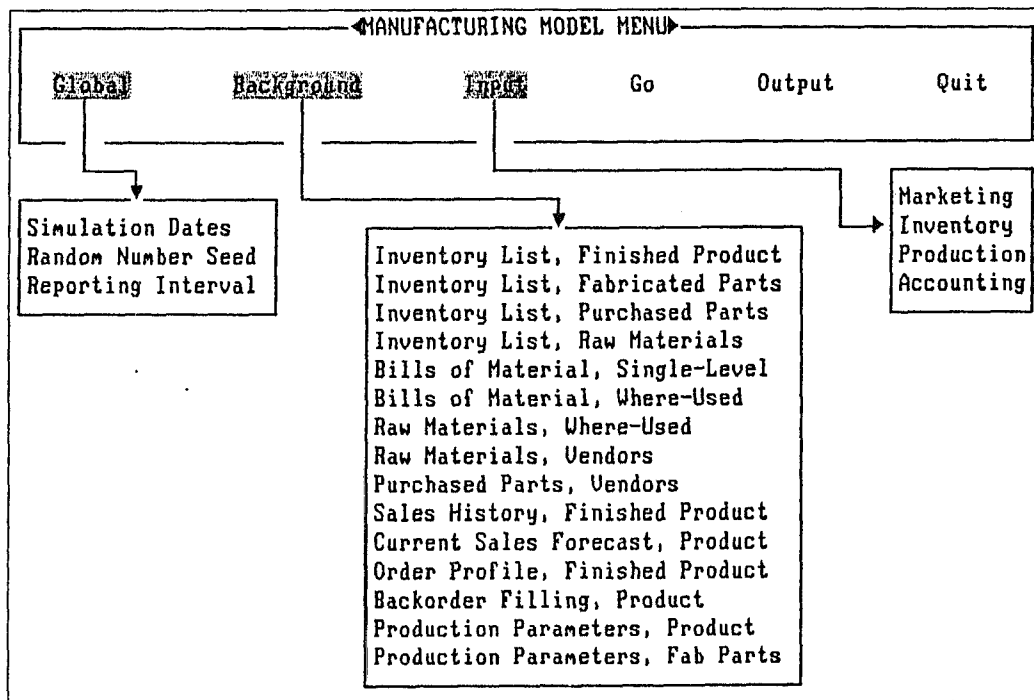 MANUFACTURING MODEL MENU
Global Background Input Go Output Quit
Simulation Dates
Random Number Seed
Reporting Interval
Inventory List, Finished Product
Inventory List, Fabricated Parts
Inventory List, Purchased Parts
Inventory List, Raw Materials
Bills of Material, Single-Level
Bills of Material, Where-Used
Raw Materials, Where-Used
Raw Materials, Vendors
Purchased Parts, Vendors
Sales History, Finished Product
Current Sales Forecast, Product
Order Profile, Finished Product
Backorder Filling, Product
Production Parameters, Product
Production Parameters, Fab Parts
Marketing
Inventory
Production
Accounting